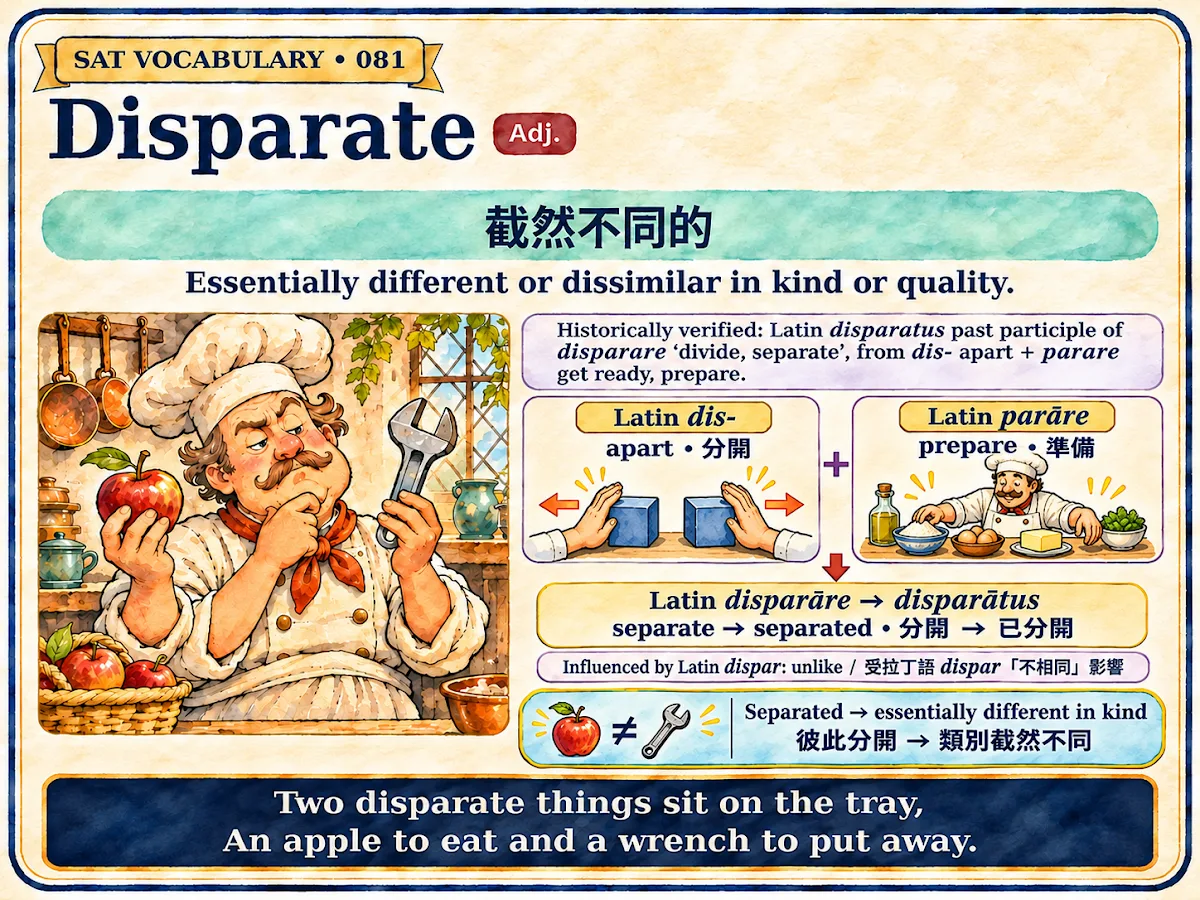 SAT VOCABULARY • 081
Disparate
Adj.
截然不同的
Essentially different or dissimilar in kind or quality.
Historically verified: Latin disparatus past participle of
disparare ‘divide, separate’, from dis- apart + parare
get ready, prepare.
Latin dis-
apart • 分開
+
Latin parāre
prepare • 準備
Latin disparāre → disparātus
separate → separated • 分開 → 已分開
Influenced by Latin dispar: unlike / 受拉丁語 dispar「不相同」影響
≠
Separated → essentially different in kind
彼此分開 → 類別截然不同
Two disparate things sit on the tray,
An apple to eat and a wrench to put away.